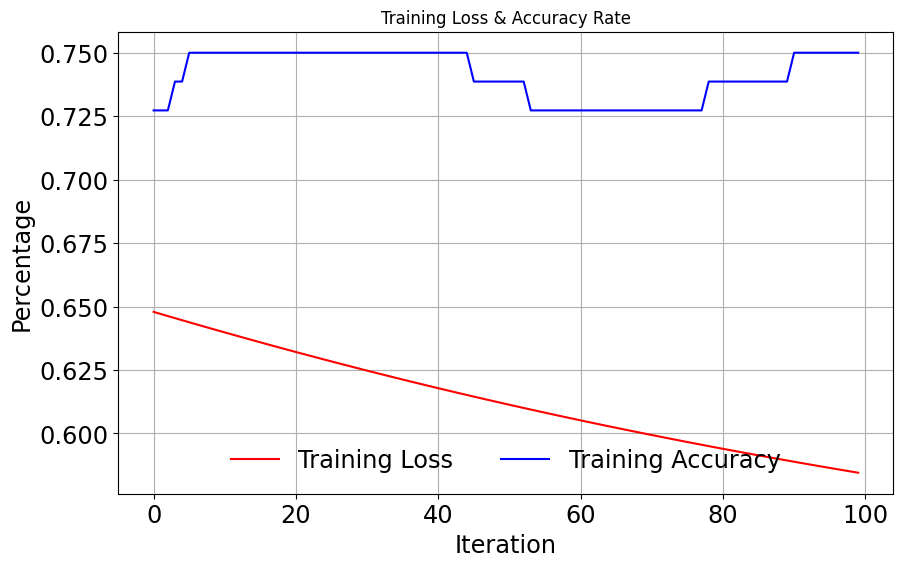 Training Loss & Accuracy Rate
0.750
0.725
0.700
0.675
0.650
0.625
0.600
Percentage
Training Loss
Training Accuracy
0 20 40 60 80 100
Iteration